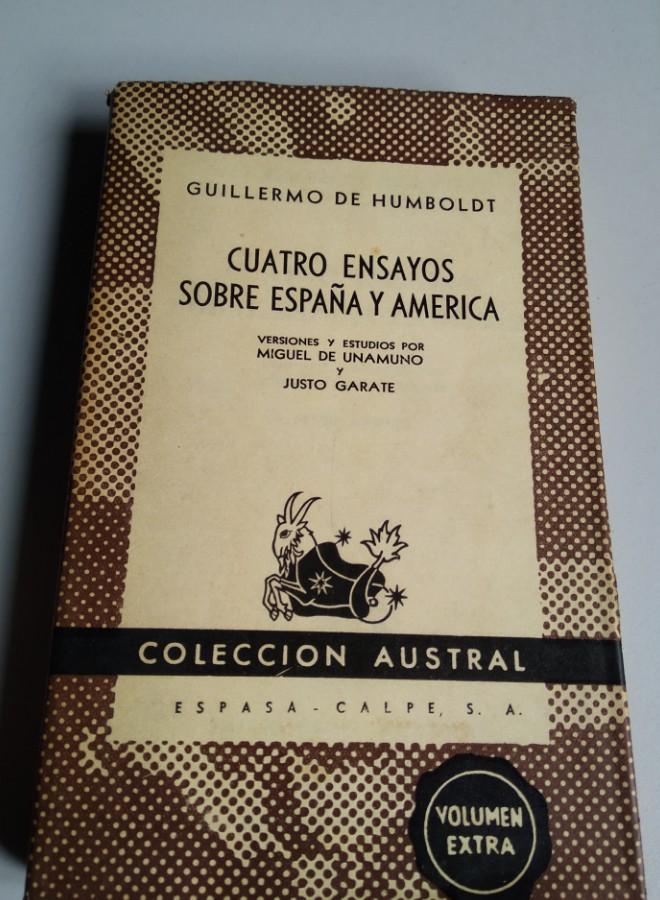 GUILLERMO DE HUMBOLDT
CUATRO ENSAYOS
SOBRE ESPAÑA Y AMERICA
VERSIONES Y ESTUDIOS POR
MIGUEL DE UNAMUNO
Y
JUSTO GARATE
COLECCION AUSTRAL
ESPASA - CALPE, S. A.
VOLUMEN
EXTRA